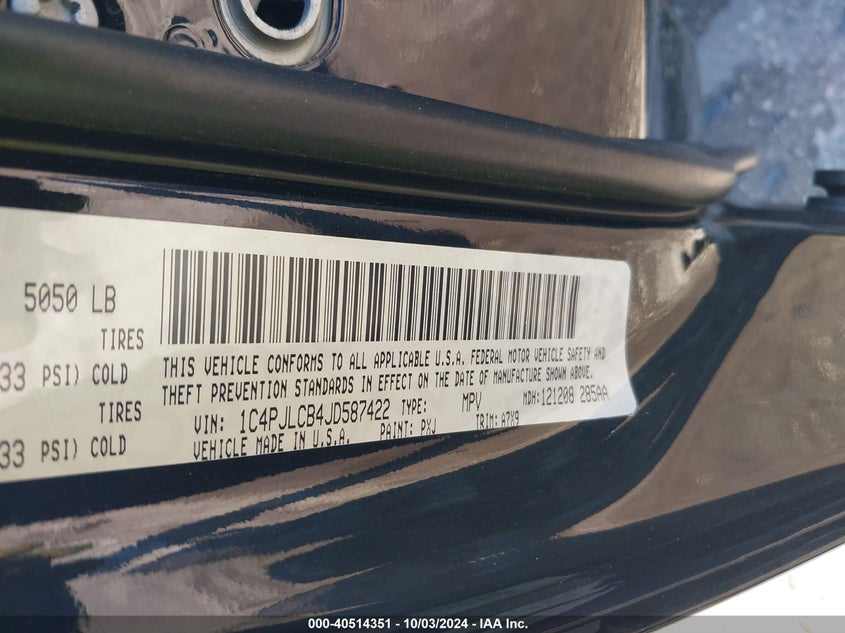 5050 LB
TIRES
33 PSI) COLD
TIRES
33 PSI) COLD
THIS VEHICLE CONFORMS TO ALL APPLICABLE U.S.A. FEDERAL MOTOR VEHICLE SAFETY AND
THEFT PREVENTION STANDARDS IN EFFECT ON THE DATE OF MANUFACTURE SHOWN ABOVE.
VIN: 1C4PJLCB4JD587422 TYPE: MPV MDH:121208 285AA
VEHICLE MADE IN U.S.A. PAINT: PXJ TRIM: A7X9
000-40514351 - 10/03/2024 - IAA Inc.